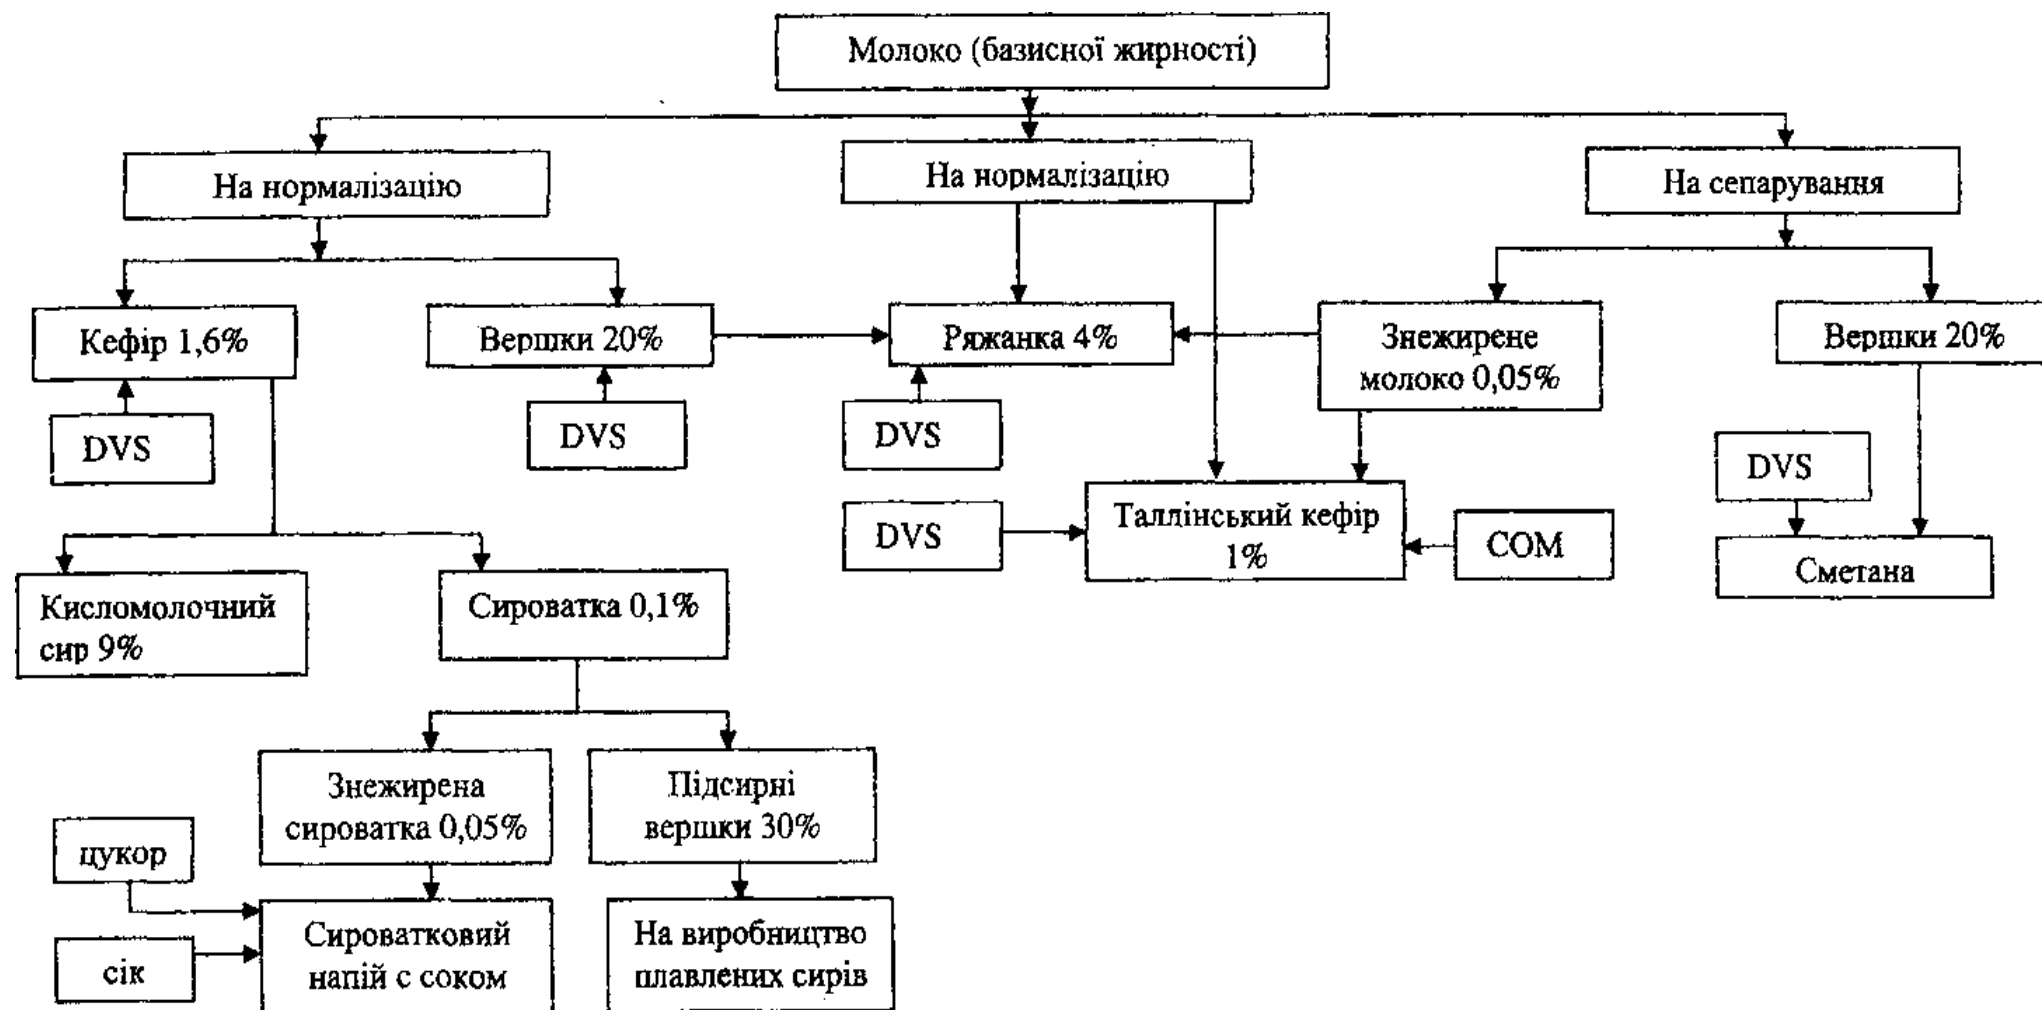 Молоко (базисної жирності)
На нормалізацію
На нормалізацію
На сепарування
Кефір 1,6%
Вершки 20%
Ряжанка 4%
Знежирене
молоко 0,05%
Вершки 20%
DVS
DVS
DVS
DVS
DVS
Таллінський кефір
1%
СОМ
Сметана
Кисломолочний
сир 9%
Сироватка 0,1%
Знежирена
сироватка 0,05%
Підсирні
вершки 30%
цукор
сік
Сироватковий
напій с соком
На виробництво
плавлених сирів